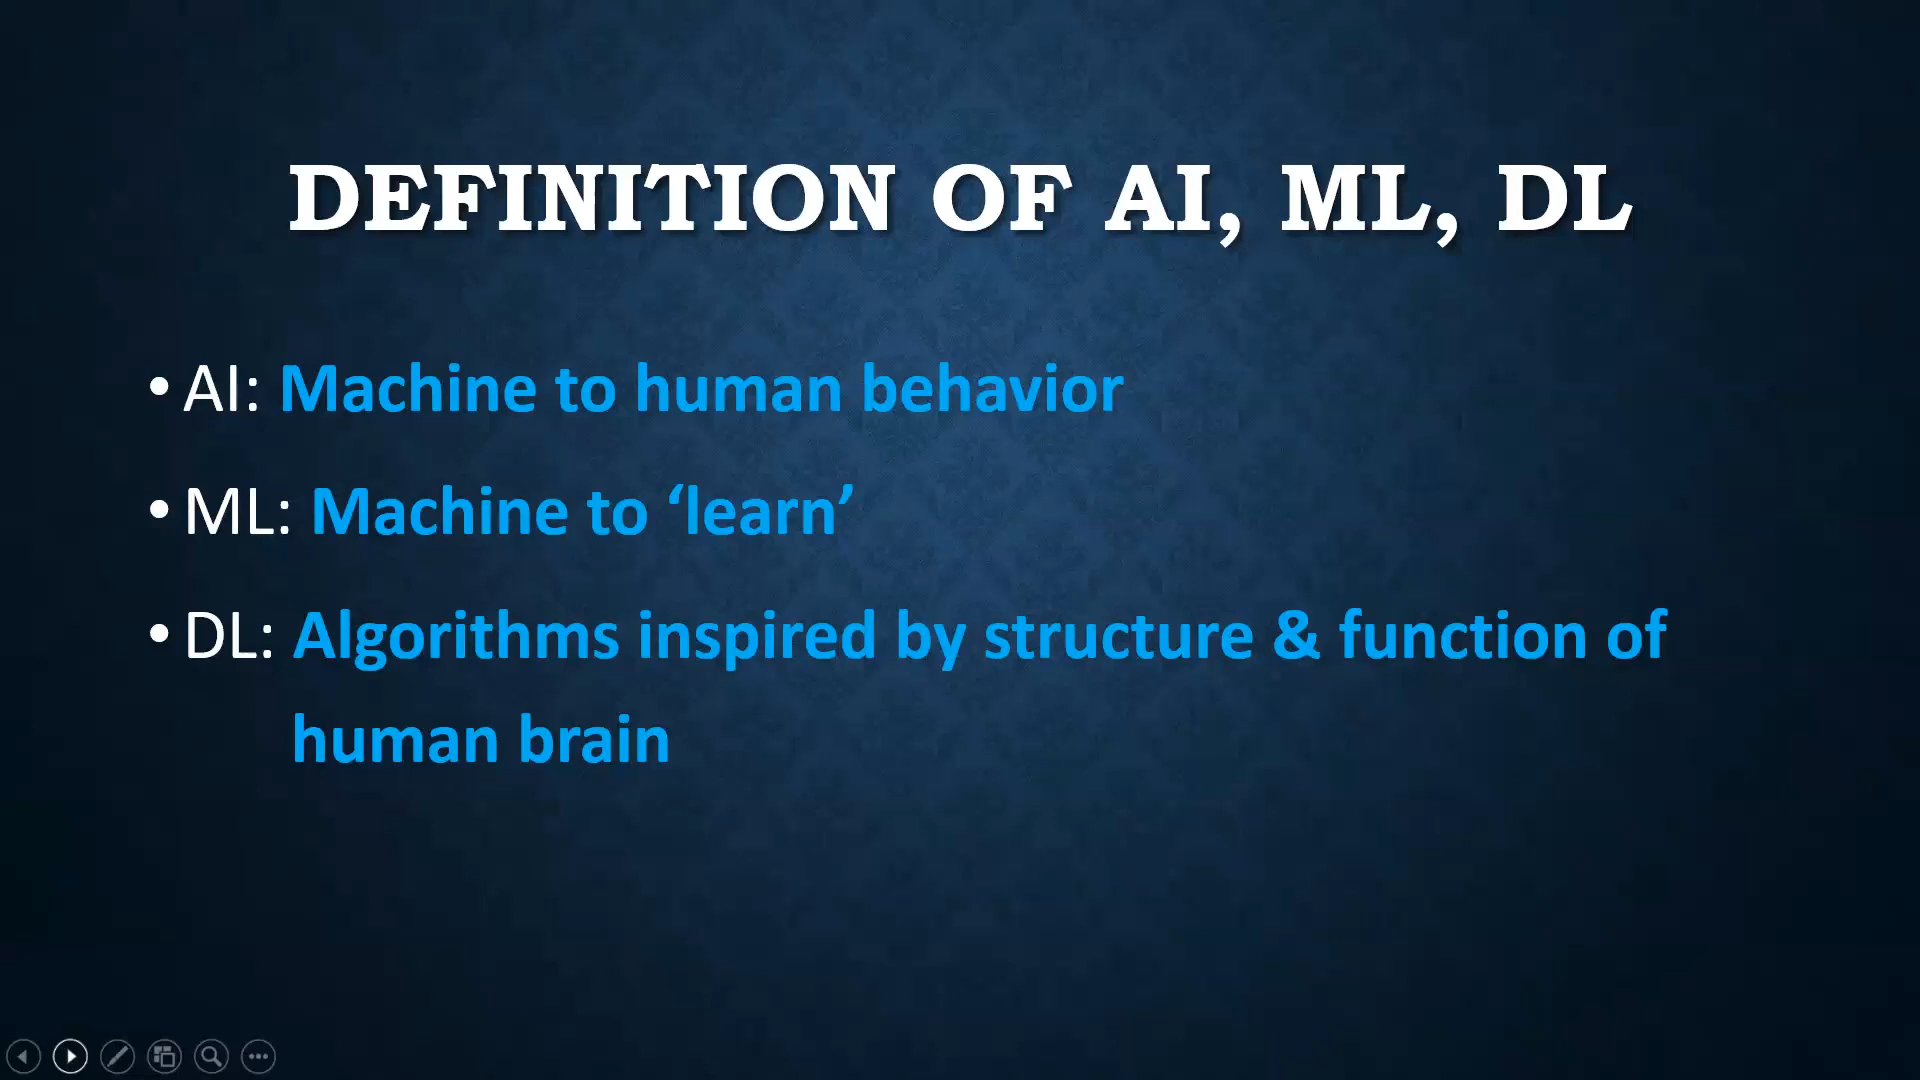 DEFINITION OF AI, ML, DL
• AI: Machine to human behavior
• ML: Machine to ‘learn’
• DL: Algorithms inspired by structure & function of
human brain